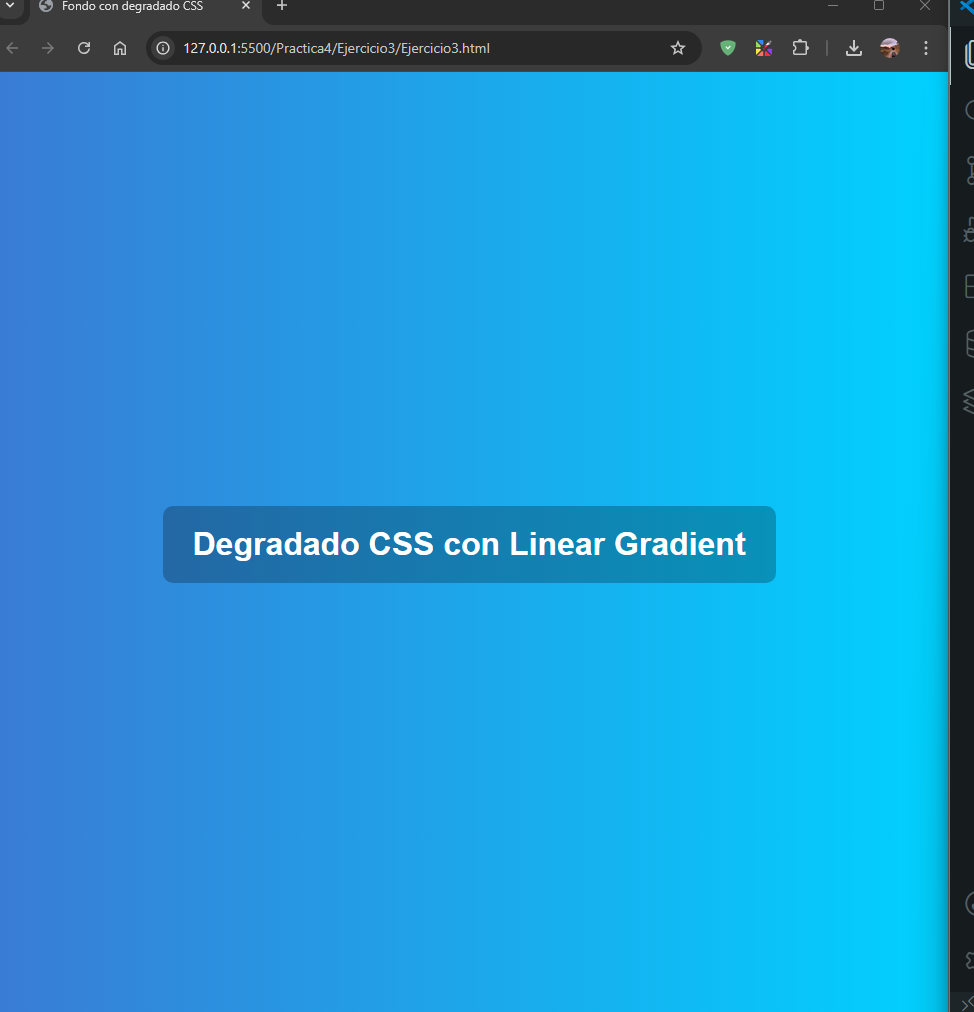 Fondo con degradado CSS
127.0.0.1:5500/Practica4/Ejercicio3/Ejercicio3.html
Degradado CSS con Linear Gradient